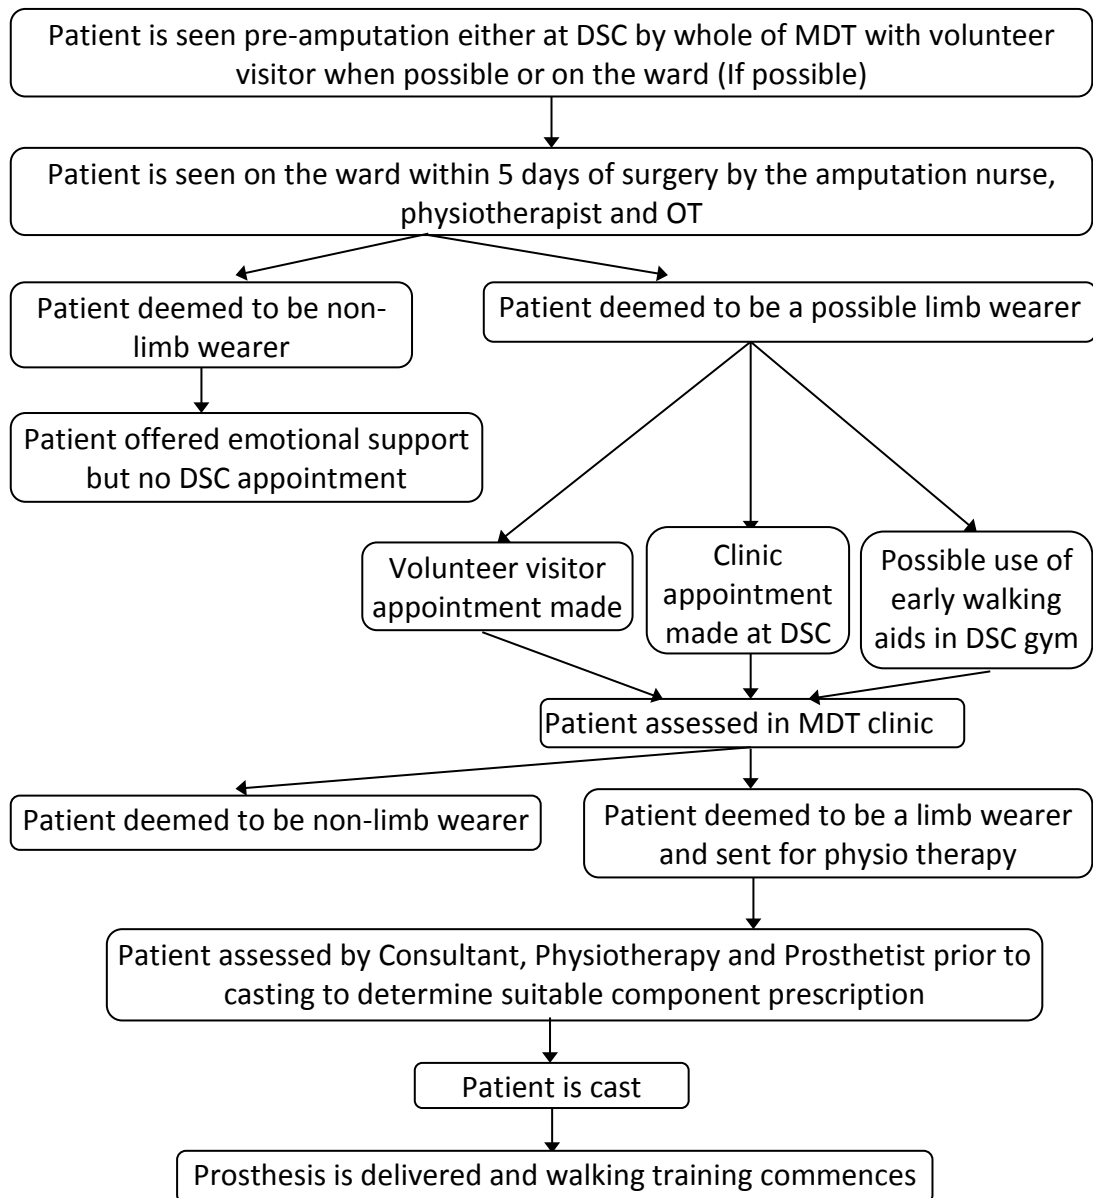 Patient is seen pre-amputation either at DSC by whole of MDT with volunteer
visitor when possible or on the ward (If possible)
Patient is seen on the ward within 5 days of surgery by the amputation nurse,
physiotherapist and OT
Patient deemed to be non-
limb wearer
Patient deemed to be a possible limb wearer
Patient offered emotional support
but no DSC appointment
Volunteer visitor
appointment made
Clinic
appointment
made at DSC
Possible use of
early walking
aids in DSC gym
Patient assessed in MDT clinic
Patient deemed to be non-limb wearer
Patient deemed to be a limb wearer
and sent for physio therapy
Patient assessed by Consultant, Physiotherapy and Prosthetist prior to
casting to determine suitable component prescription
Patient is cast
Prosthesis is delivered and walking training commences